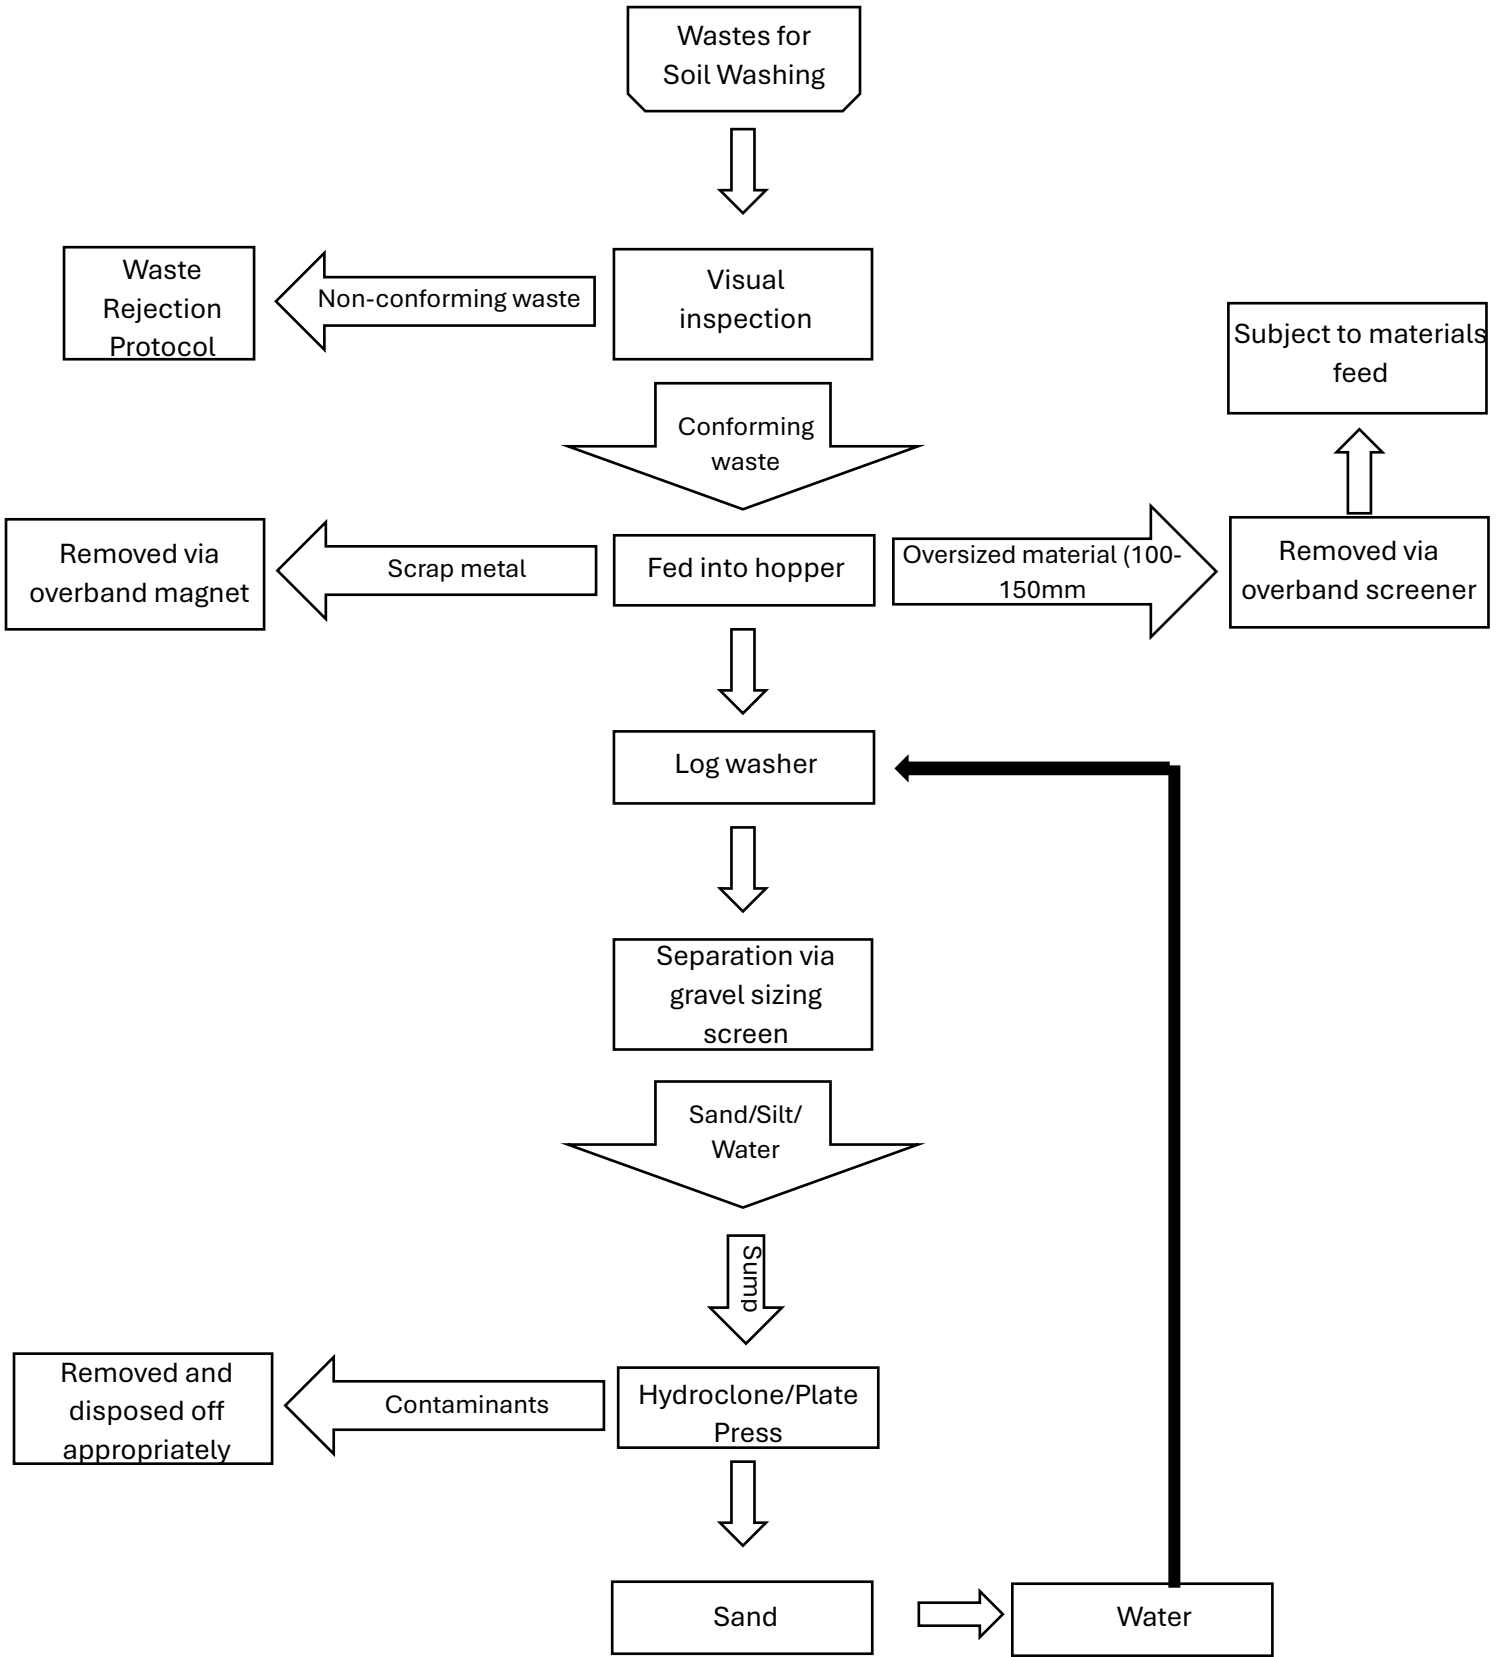 Wastes for
Soil Washing
Waste
Rejection
Protocol
Non-conforming waste
Visual
inspection
Subject to materials
feed
Conforming
waste
Removed via
overband magnet
Scrap metal
Fed into hopper
Oversized material (100-
150mm
Removed via
overband screener
Log washer
Separation via
gravel sizing
screen
Sand/Silt/
Water
Sump
Removed and
disposed off
appropriately
Contaminants
Hydroclone/Plate
Press
Sand
Water